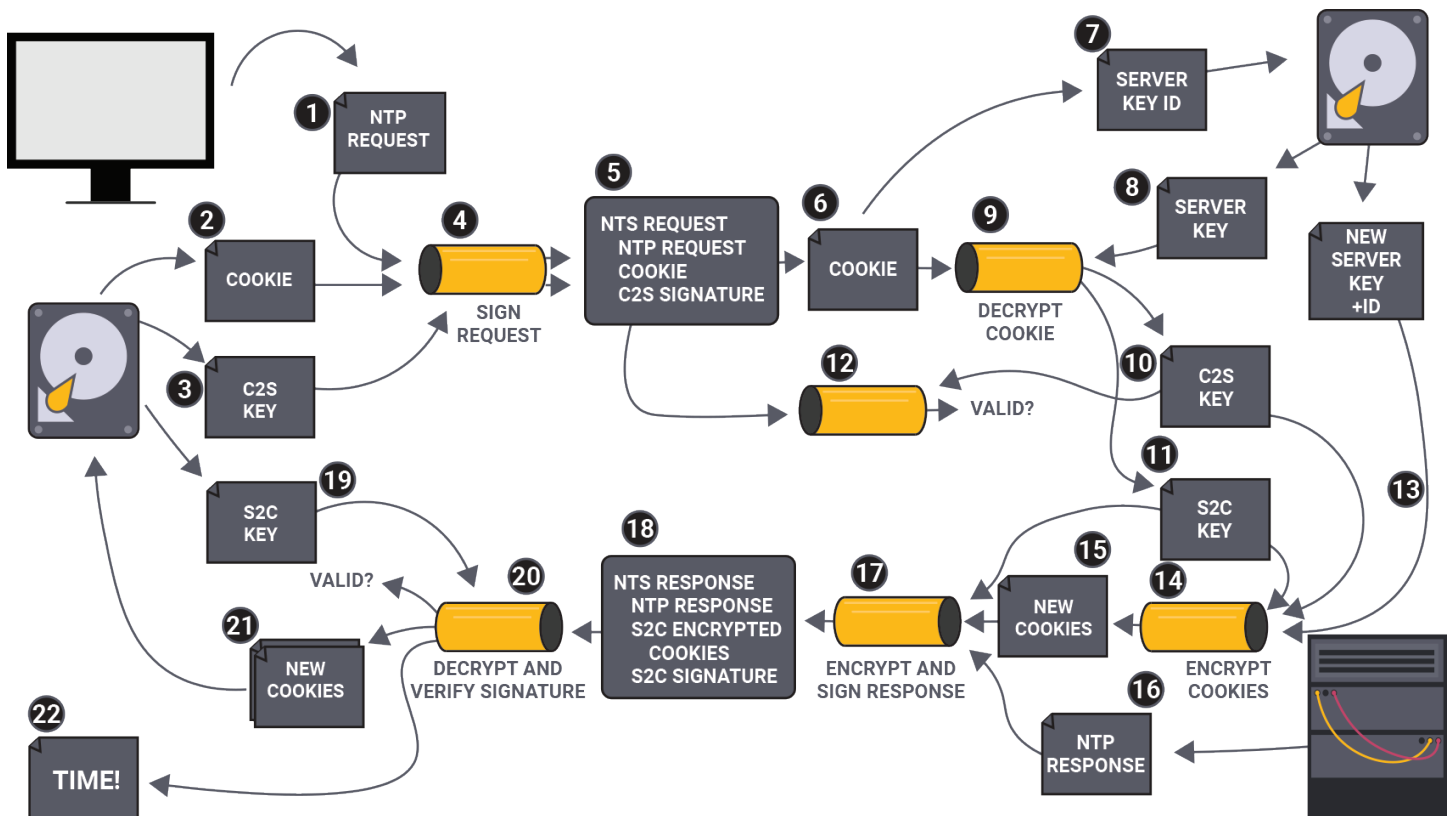 1
NTP
REQUEST
2
COOKIE
3
C2S
KEY
4
SIGN
REQUEST
5
NTS REQUEST
NTP REQUEST
COOKIE
C2S SIGNATURE
6
COOKIE
7
SERVER
KEY ID
8
SERVER
KEY
9
DECRYPT
COOKIE
10
C2S
KEY
11
S2C
KEY
12
VALID?
NEW
SERVER
KEY
+ID
13
14
ENCRYPT
COOKIES
15
NEW
COOKIES
16
NTP
RESPONSE
17
ENCRYPT AND
SIGN RESPONSE
18
NTS RESPONSE
NTP RESPONSE
S2C ENCRYPTED
COOKIES
S2C SIGNATURE
19
S2C
KEY
20
DECRYPT AND
VERIFY SIGNATURE
VALID?
21
NEW
COOKIES
22
TIME!